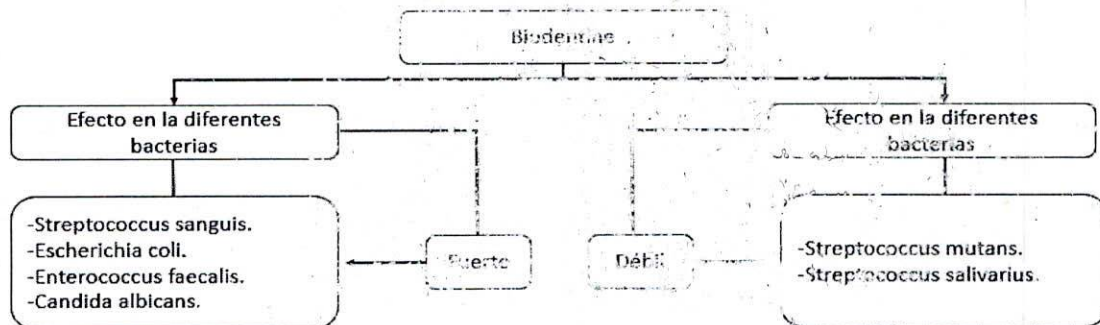 Biodentine
Efecto en la diferentes
bacterias
-Streptococcus sanguis.
-Escherichia coli.
-Enterococcus faecalis.
-Candida albicans.
Fuerte
Débil
Efecto en la diferentes
bacterias
-Streptococcus mutans.
-Streptococcus salivarius.